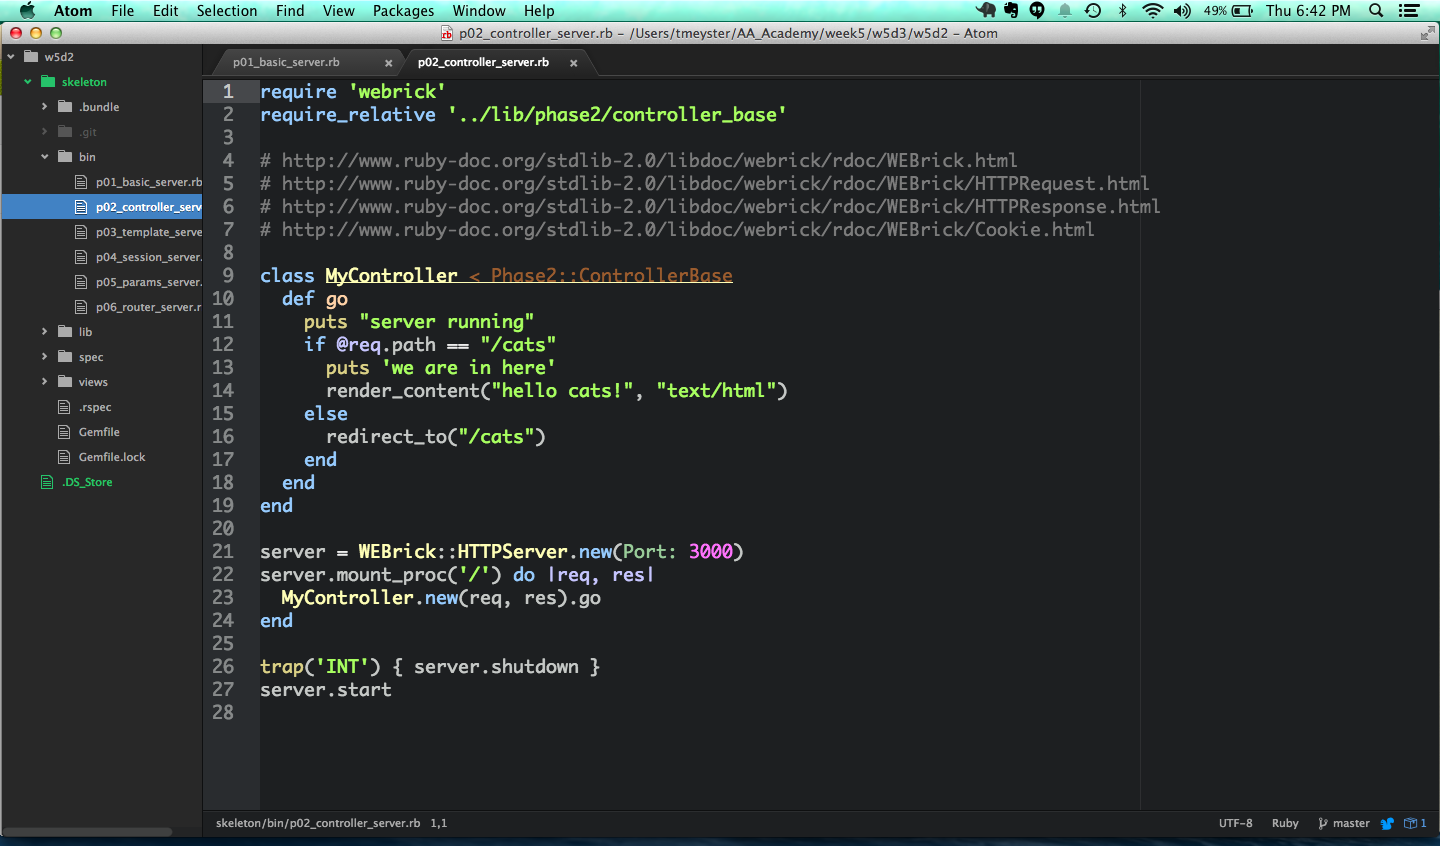 Atom File Edit Selection Find View Packages Window Help 49% Thu 6:42 PM
p02_controller_server.rb – /Users/tmeyster/AA_Academy/week5/w5d3/w5d2 – Atom
w5d2
skeleton
.bundle
.git
bin
p01_basic_server.rb
p02_controller_serv
p03_template_serve
p04_session_server.
p05_params_server.
p06_router_server.r
lib
spec
views
.rspec
Gemfile
Gemfile.lock
.DS_Store
p01_basic_server.rb × p02_controller_server.rb ×
1 require 'webrick'
2 require_relative '../lib/phase2/controller_base'
3
4 # http://www.ruby-doc.org/stdlib-2.0/libdoc/webrick/rdoc/WEBrick.html
5 # http://www.ruby-doc.org/stdlib-2.0/libdoc/webrick/rdoc/WEBrick/HTTPRequest.html
6 # http://www.ruby-doc.org/stdlib-2.0/libdoc/webrick/rdoc/WEBrick/HTTPResponse.html
7 # http://www.ruby-doc.org/stdlib-2.0/libdoc/webrick/rdoc/WEBrick/Cookie.html
8
9 class MyController < Phase2::ControllerBase
10   def go
11     puts "server running"
12     if @req.path == "/cats"
13       puts 'we are in here'
14       render_content("hello cats!", "text/html")
15     else
16       redirect_to("/cats")
17     end
18   end
19 end
20
21 server = WEBrick::HTTPServer.new(Port: 3000)
22 server.mount_proc('/') do |req, res|
23   MyController.new(req, res).go
24 end
25
26 trap('INT') { server.shutdown }
27 server.start
28
skeleton/bin/p02_controller_server.rb 1,1 UTF-8 Ruby master 1